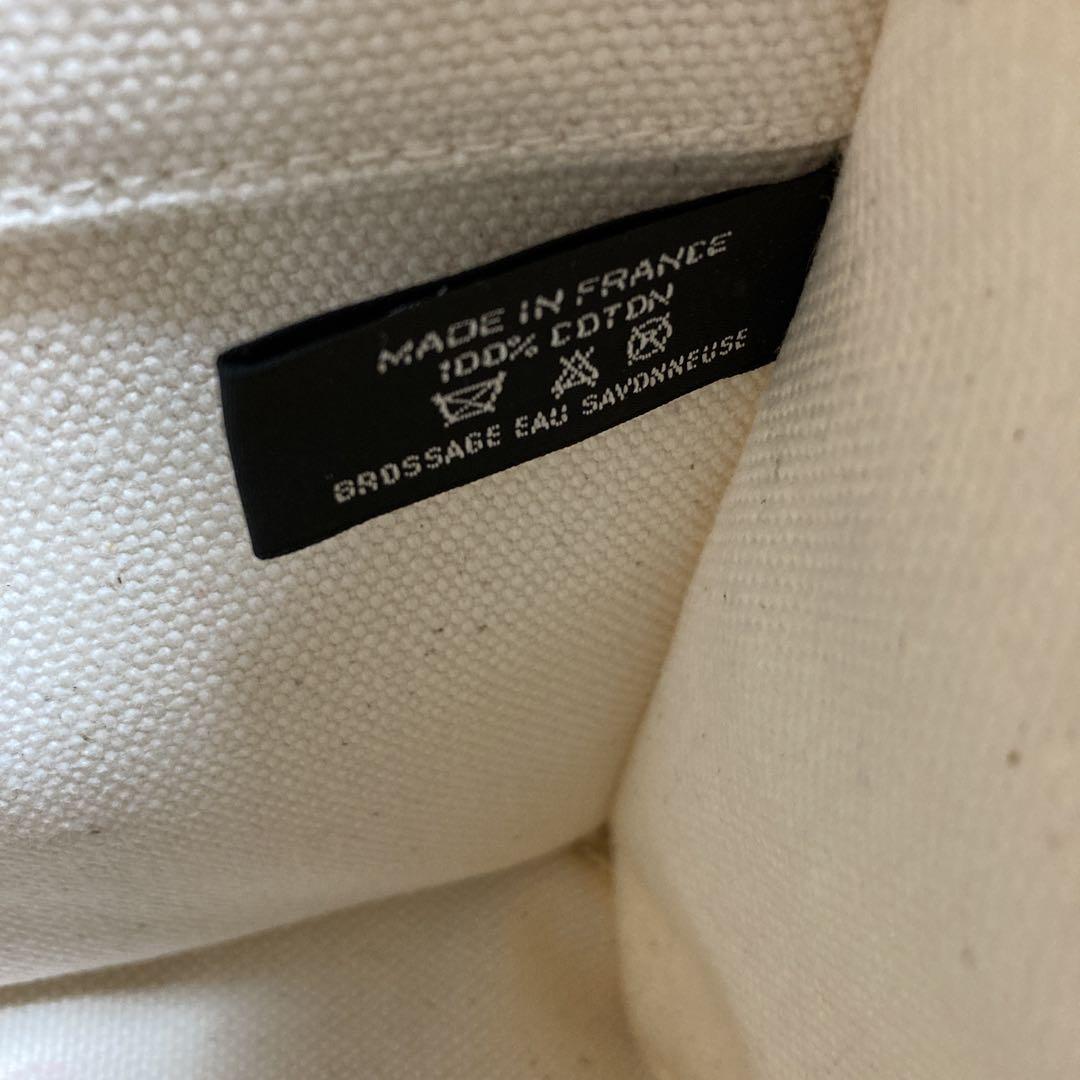 MADE IN FRANCE
100% COTON
BROSSAGE EAU SAVONNEUSE